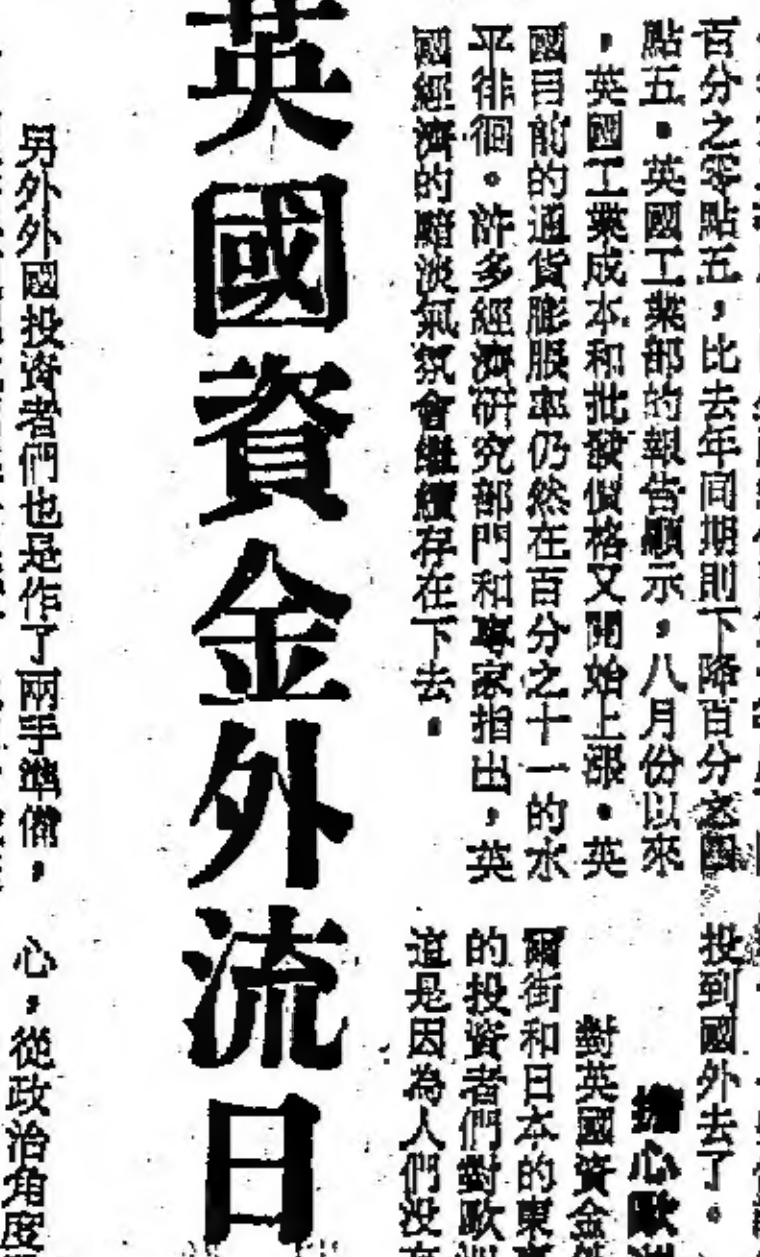 百分之零點五，比去年同期則下降百分之四
點五。英國工業部的報告顯示，八月份以來
，英國工業成本和批發價格又開始上漲。英
國目前的通貨膨脹率仍然在百分之十一的水
平徘徊。許多經濟研究部門和專家指出，英
國經濟的黯淡氣氛會繼續存在下去。
投到國外去了。
擔心歐洲
對英國資金
爾街和日本的東
的投資者們對歐洲
這是因為人們沒有
英國資金外流日
另外外國投資者們也是作了兩手準備，
心，從政治角度